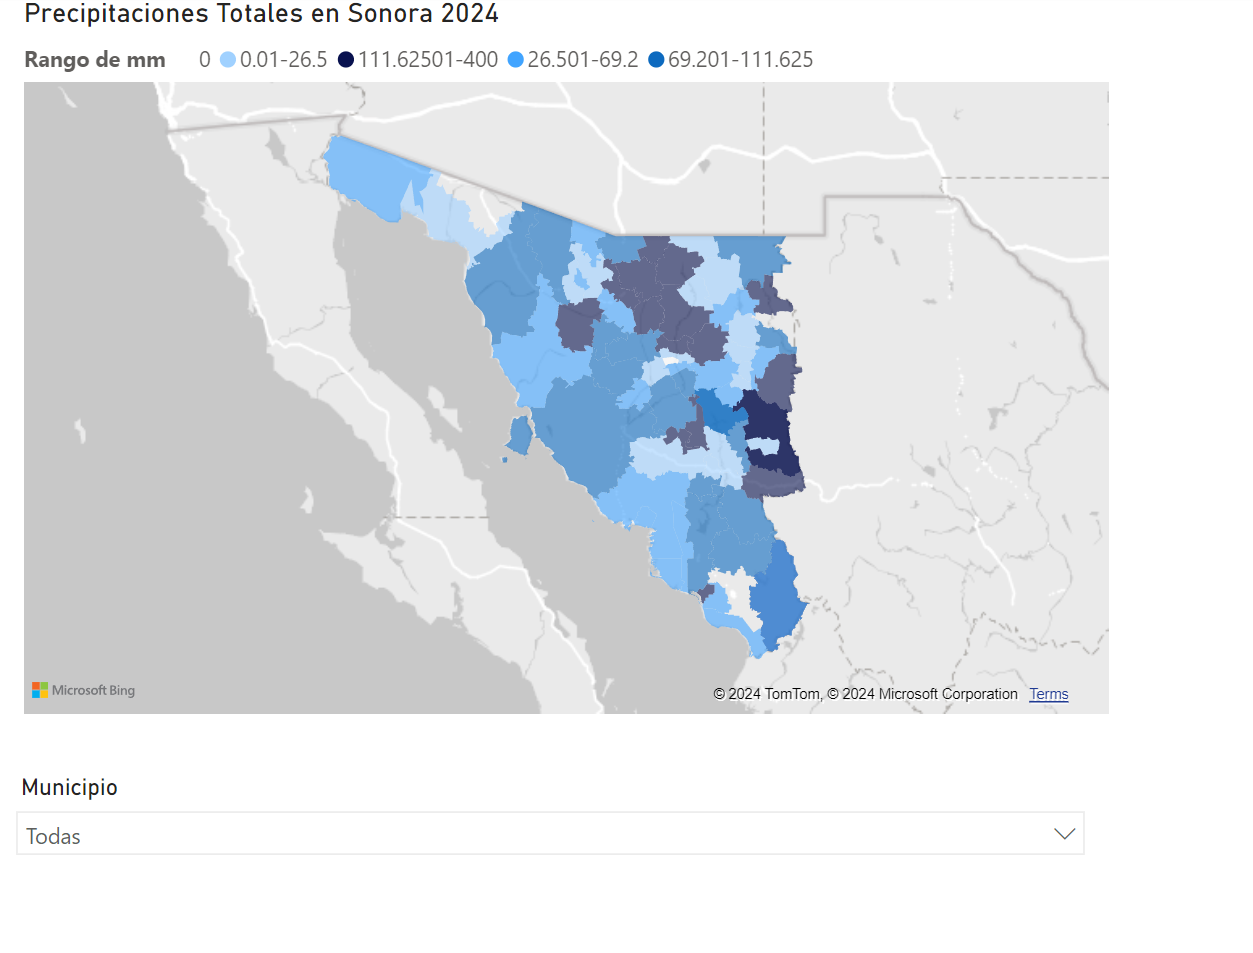 Precipitaciones Totales en Sonora 2024
Rango de mm 0 0.01-26.5 111.62501-400 26.501-69.2 69.201-111.625
Microsoft Bing
© 2024 TomTom, © 2024 Microsoft Corporation Terms
Municipio
Todas